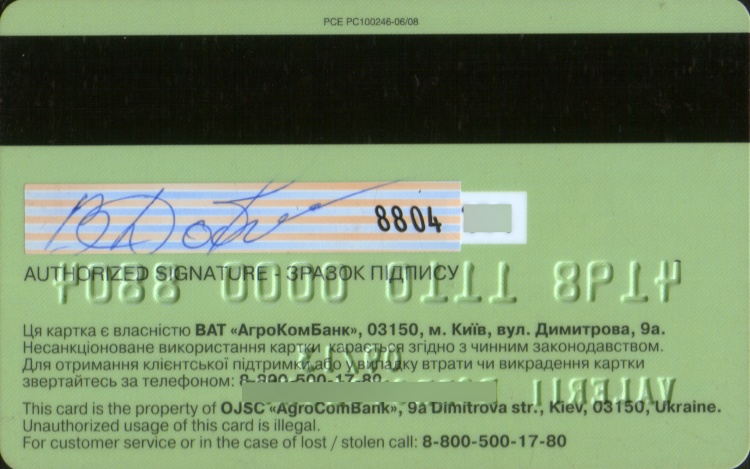 PCE PC100246-06/08
8804
AUTHORIZED SIGNATURE - ЗРАЗОК ПІДПИСУ
Ця картка є власністю ВАТ «АгроКомБанк», 03150, м. Київ, вул. Димитрова, 9а.
Несанкціоноване використання картки карається згідно з чинним законодавством.
Для отримання клієнтської підтримки або у випадку втрати чи викрадення картки
звертайтесь за телефоном: 8-800-500-17-80
This card is the property of OJSC «AgroComBank», 9a Dimitrova str., Kiev, 03150, Ukraine.
Unauthorized usage of this card is illegal.
For customer service or in the case of lost / stolen call: 8-800-500-17-80